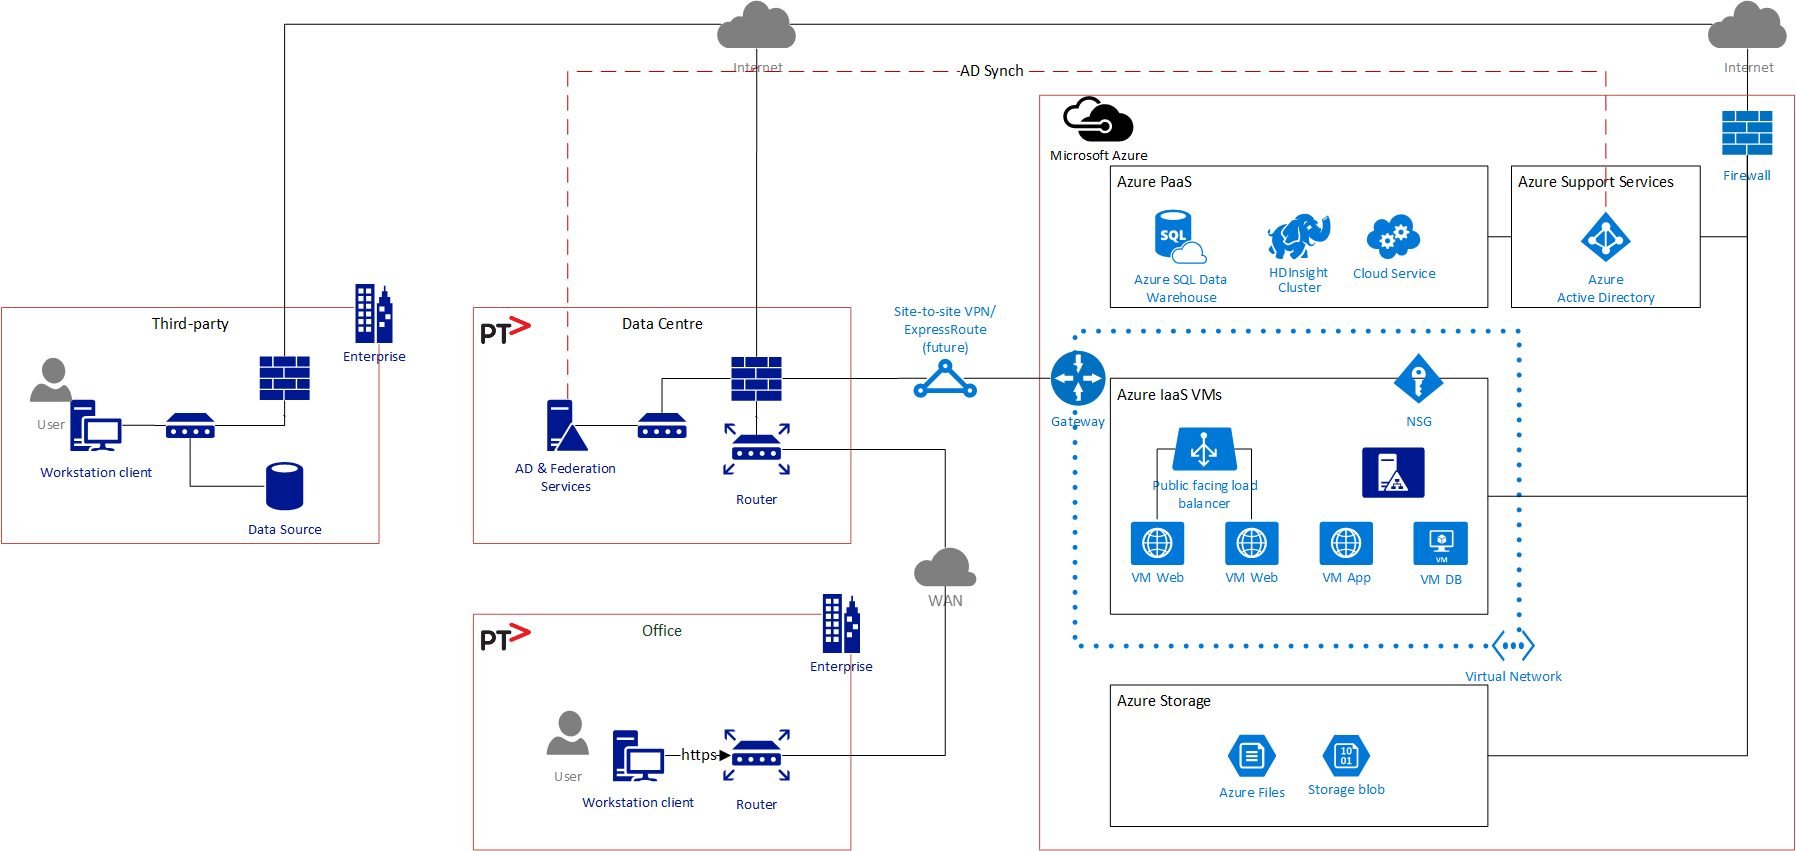 Internet
Internet
AD Synch
Microsoft Azure
Azure PaaS
SQL
Azure SQL Data
Warehouse
HDInsight
Cluster
Cloud Service
Azure Support Services
Azure
Active Directory
Firewall
Third-party
Enterprise
User
Workstation client
Data Source
PT
Data Centre
AD & Federation
Services
Router
Site-to-site VPN/
ExpressRoute
(future)
Gateway
Azure IaaS VMs
NSG
Public facing load
balancer
VM Web
VM Web
VM App
VM
VM DB
WAN
Virtual Network
PT
Office
Enterprise
User
Workstation client
https
Router
Azure Storage
Azure Files
10
01
Storage blob